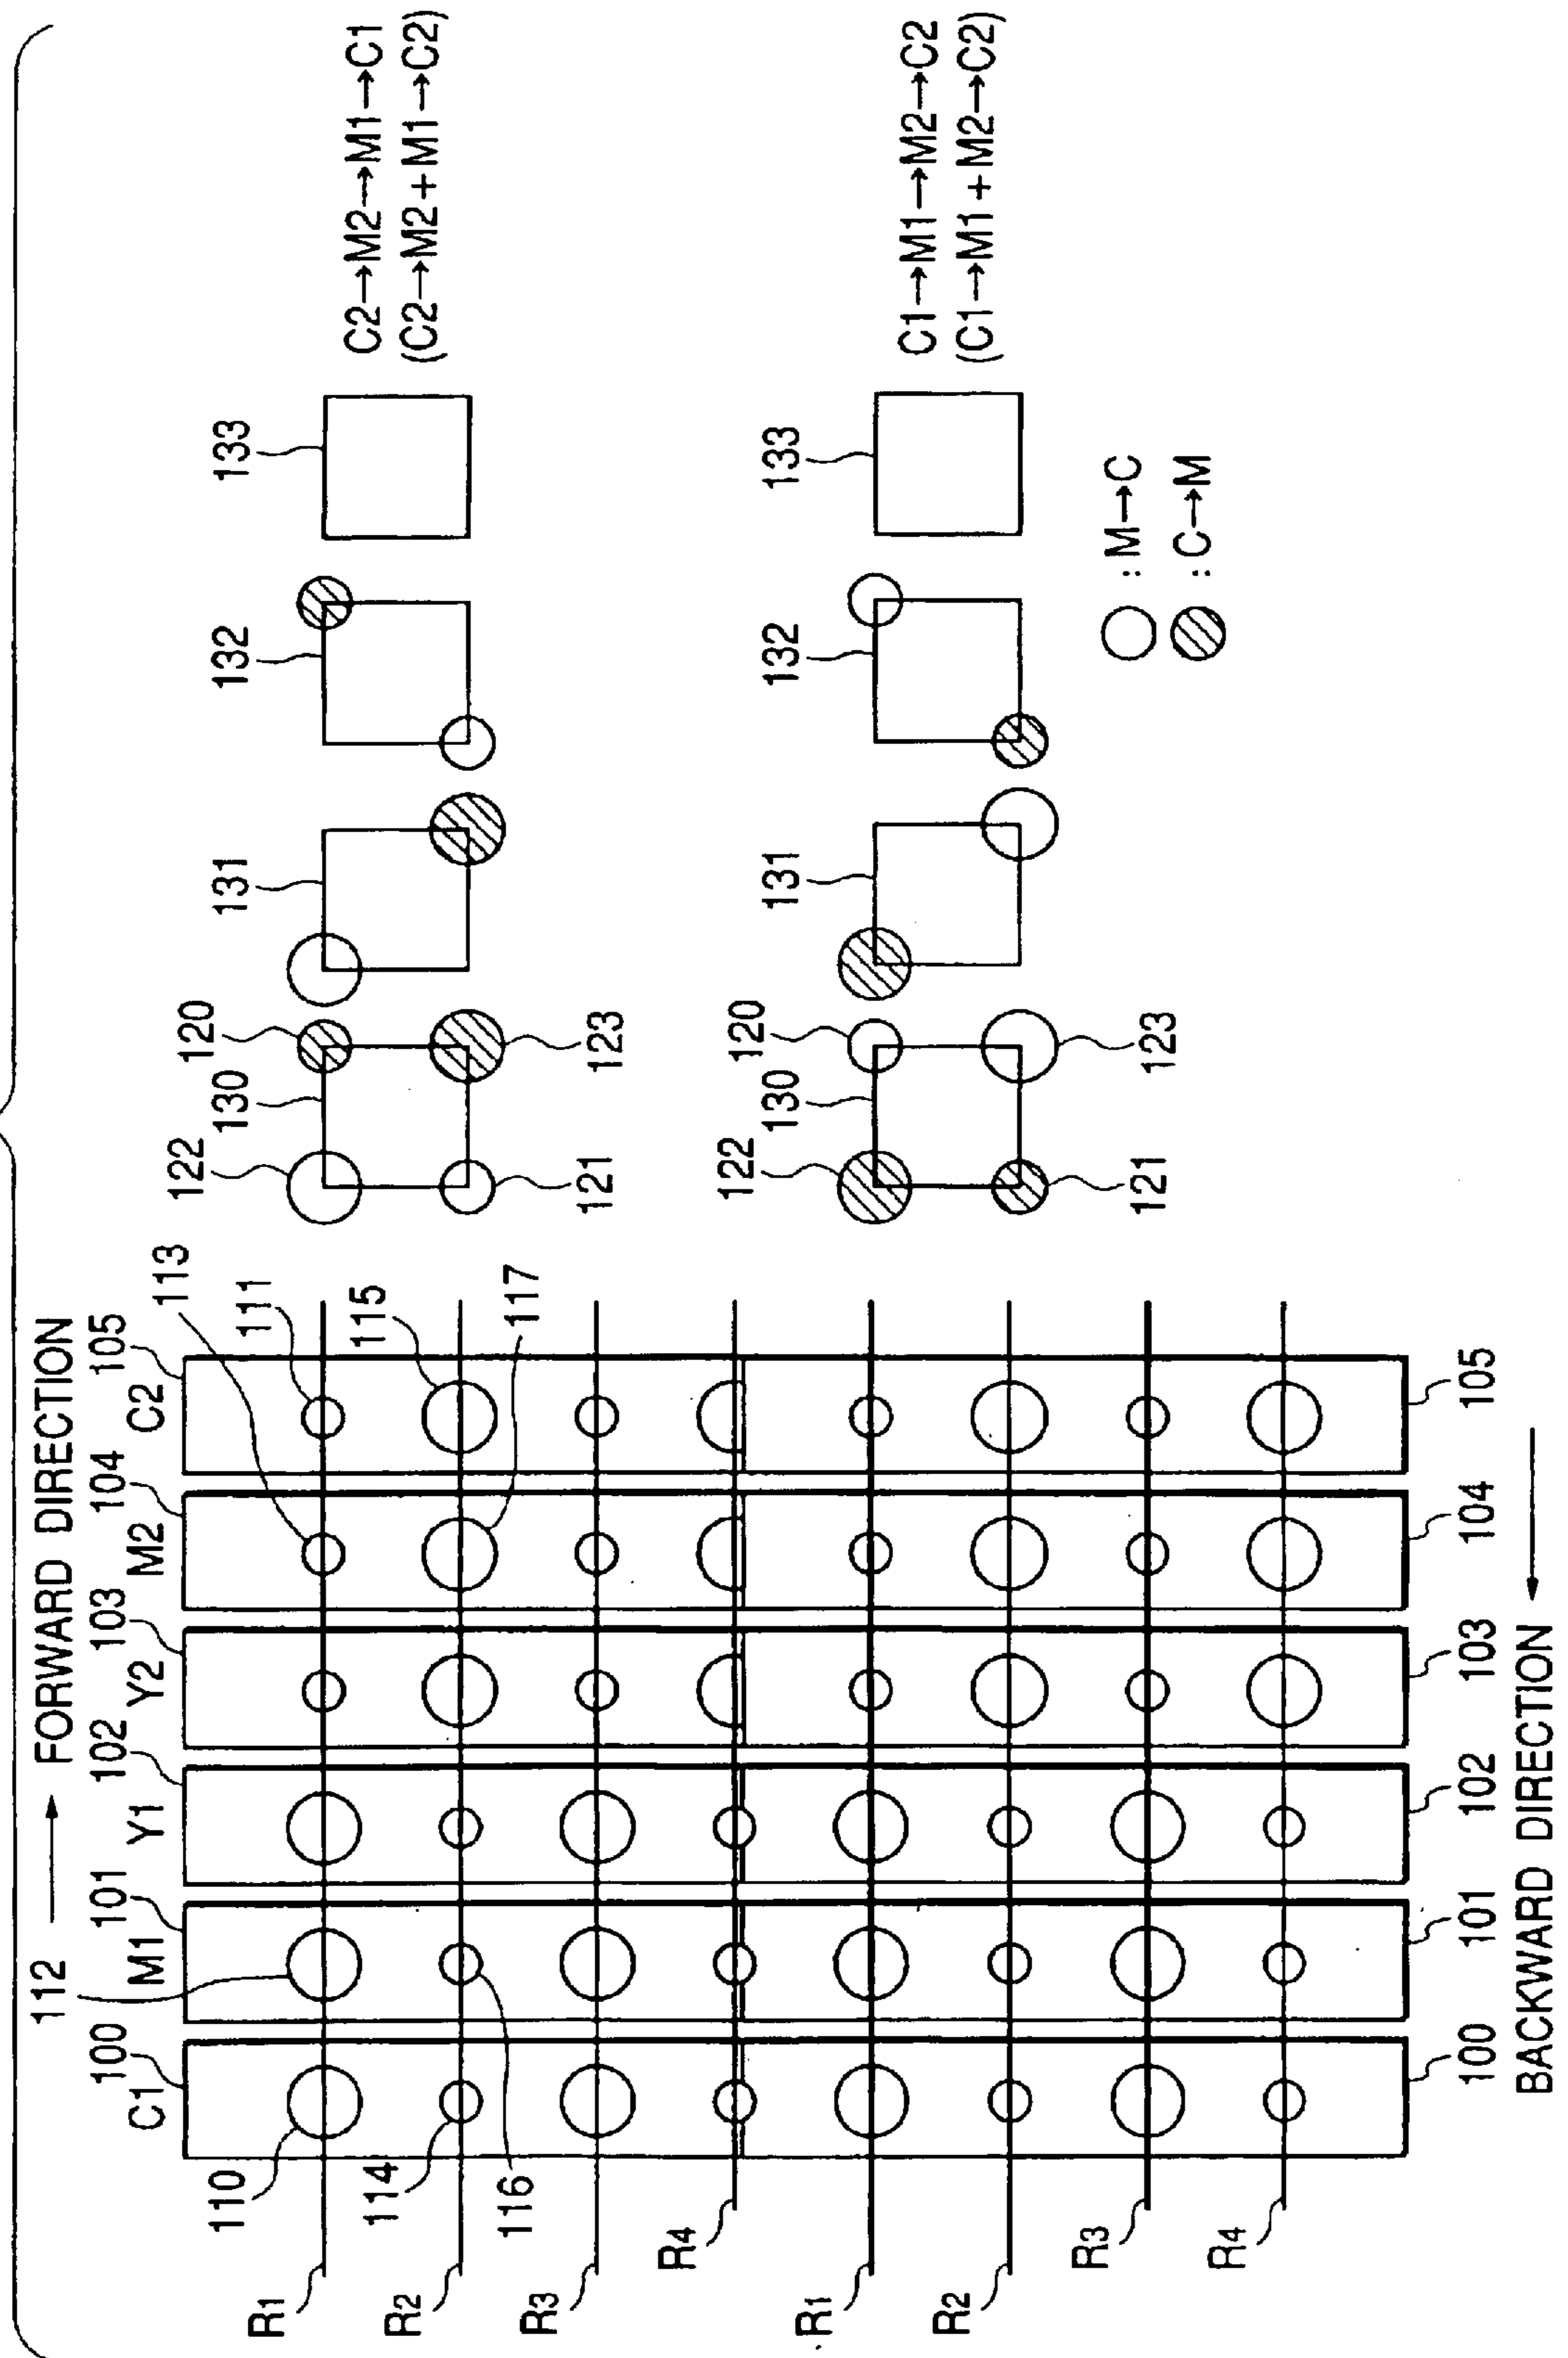 112 → FORWARD DIRECTION
C1 M1 Y1 Y2 M2 C2
100 101 102 103 104 105
113
111
115
117
110
114
116
R1
R2
R3
R4
122 130 120
121 123
131
132
133
C2→M2→M1→C1
(C2→M2+M1→C2)
R1
R2
R3
R4
122 130 120
121 123
131
132
133
C1→M1→M2→C2
(C1→M1+M2→C2)
: M→C
: C→M
100 101 102 103 104 105
BACKWARD DIRECTION ←